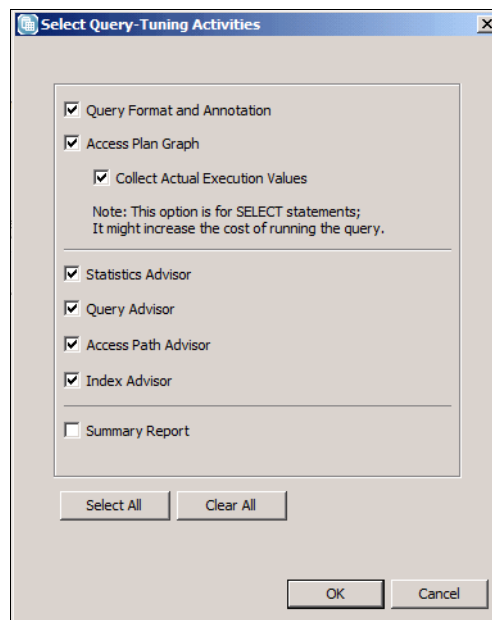 Select Query-Tuning Activities
Query Format and Annotation
Access Plan Graph
Collect Actual Execution Values
Note: This option is for SELECT statements;
It might increase the cost of running the query.
Statistics Advisor
Query Advisor
Access Path Advisor
Index Advisor
Summary Report
Select All Clear All
OK Cancel